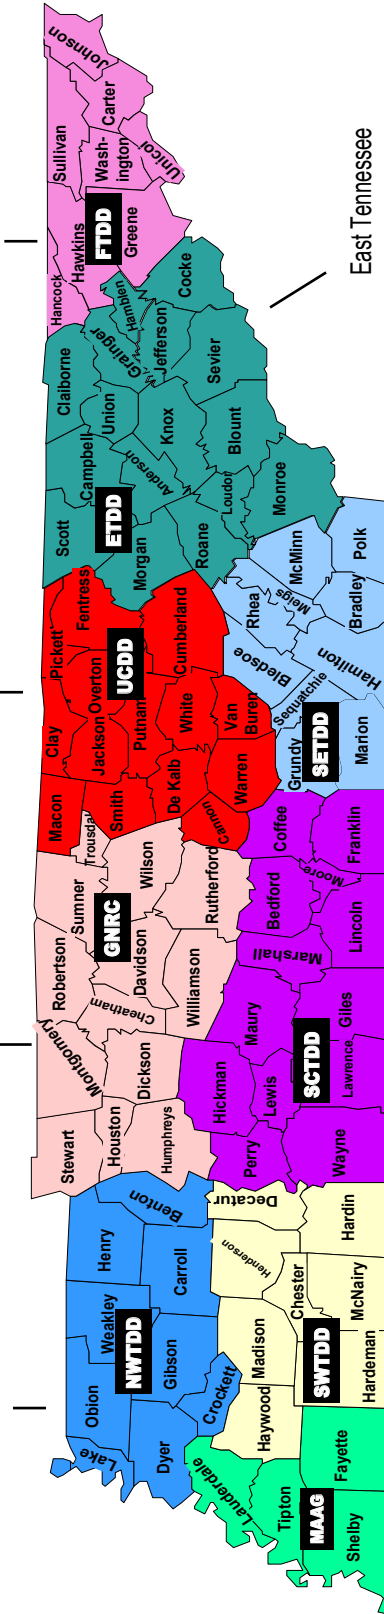 Johnson
Sullivan
Carter
Wash-
ington
Unicoi
Hancock
Hawkins
FTDD
Greene
East Tennessee
Claiborne
Grainger
Hamblen
Cocke
Jefferson
Sevier
Union
Knox
Campbell
Anderson
Blount
Scott
ETDD
Morgan
Roane
Loudon
Monroe
Pickett
Fentress
Overton
UCDD
Cumberland
Clay
Jackson
Putnam
White
Van
Buren
Macon
Smith
De Kalb
Warren
Cannon
Rhea
Meigs
McMinn
Polk
Bradley
Bledsoe
Hamilton
Sequatchie
Grundy
SETDD
Marion
Trousdal
Sumner
Wilson
Rutherford
GNRC
Robertson
Davidson
Cheatham
Williamson
Montgomery
Dickson
Stewart
Houston
Humphreys
Coffee
Franklin
Moore
Bedford
Lincoln
Marshall
Maury
SCTDD
Giles
Hickman
Lewis
Lawrence
Perry
Wayne
Benton
Henry
Carroll
Weakley
NWTDD
Gibson
Obion
Crockett
Lake
Dyer
Decatur
Henderson
Hardin
Chester
McNairy
Madison
SWTDD
Haywood
Hardeman
Lauderdale
Tipton
Fayette
MAAG
Shelby